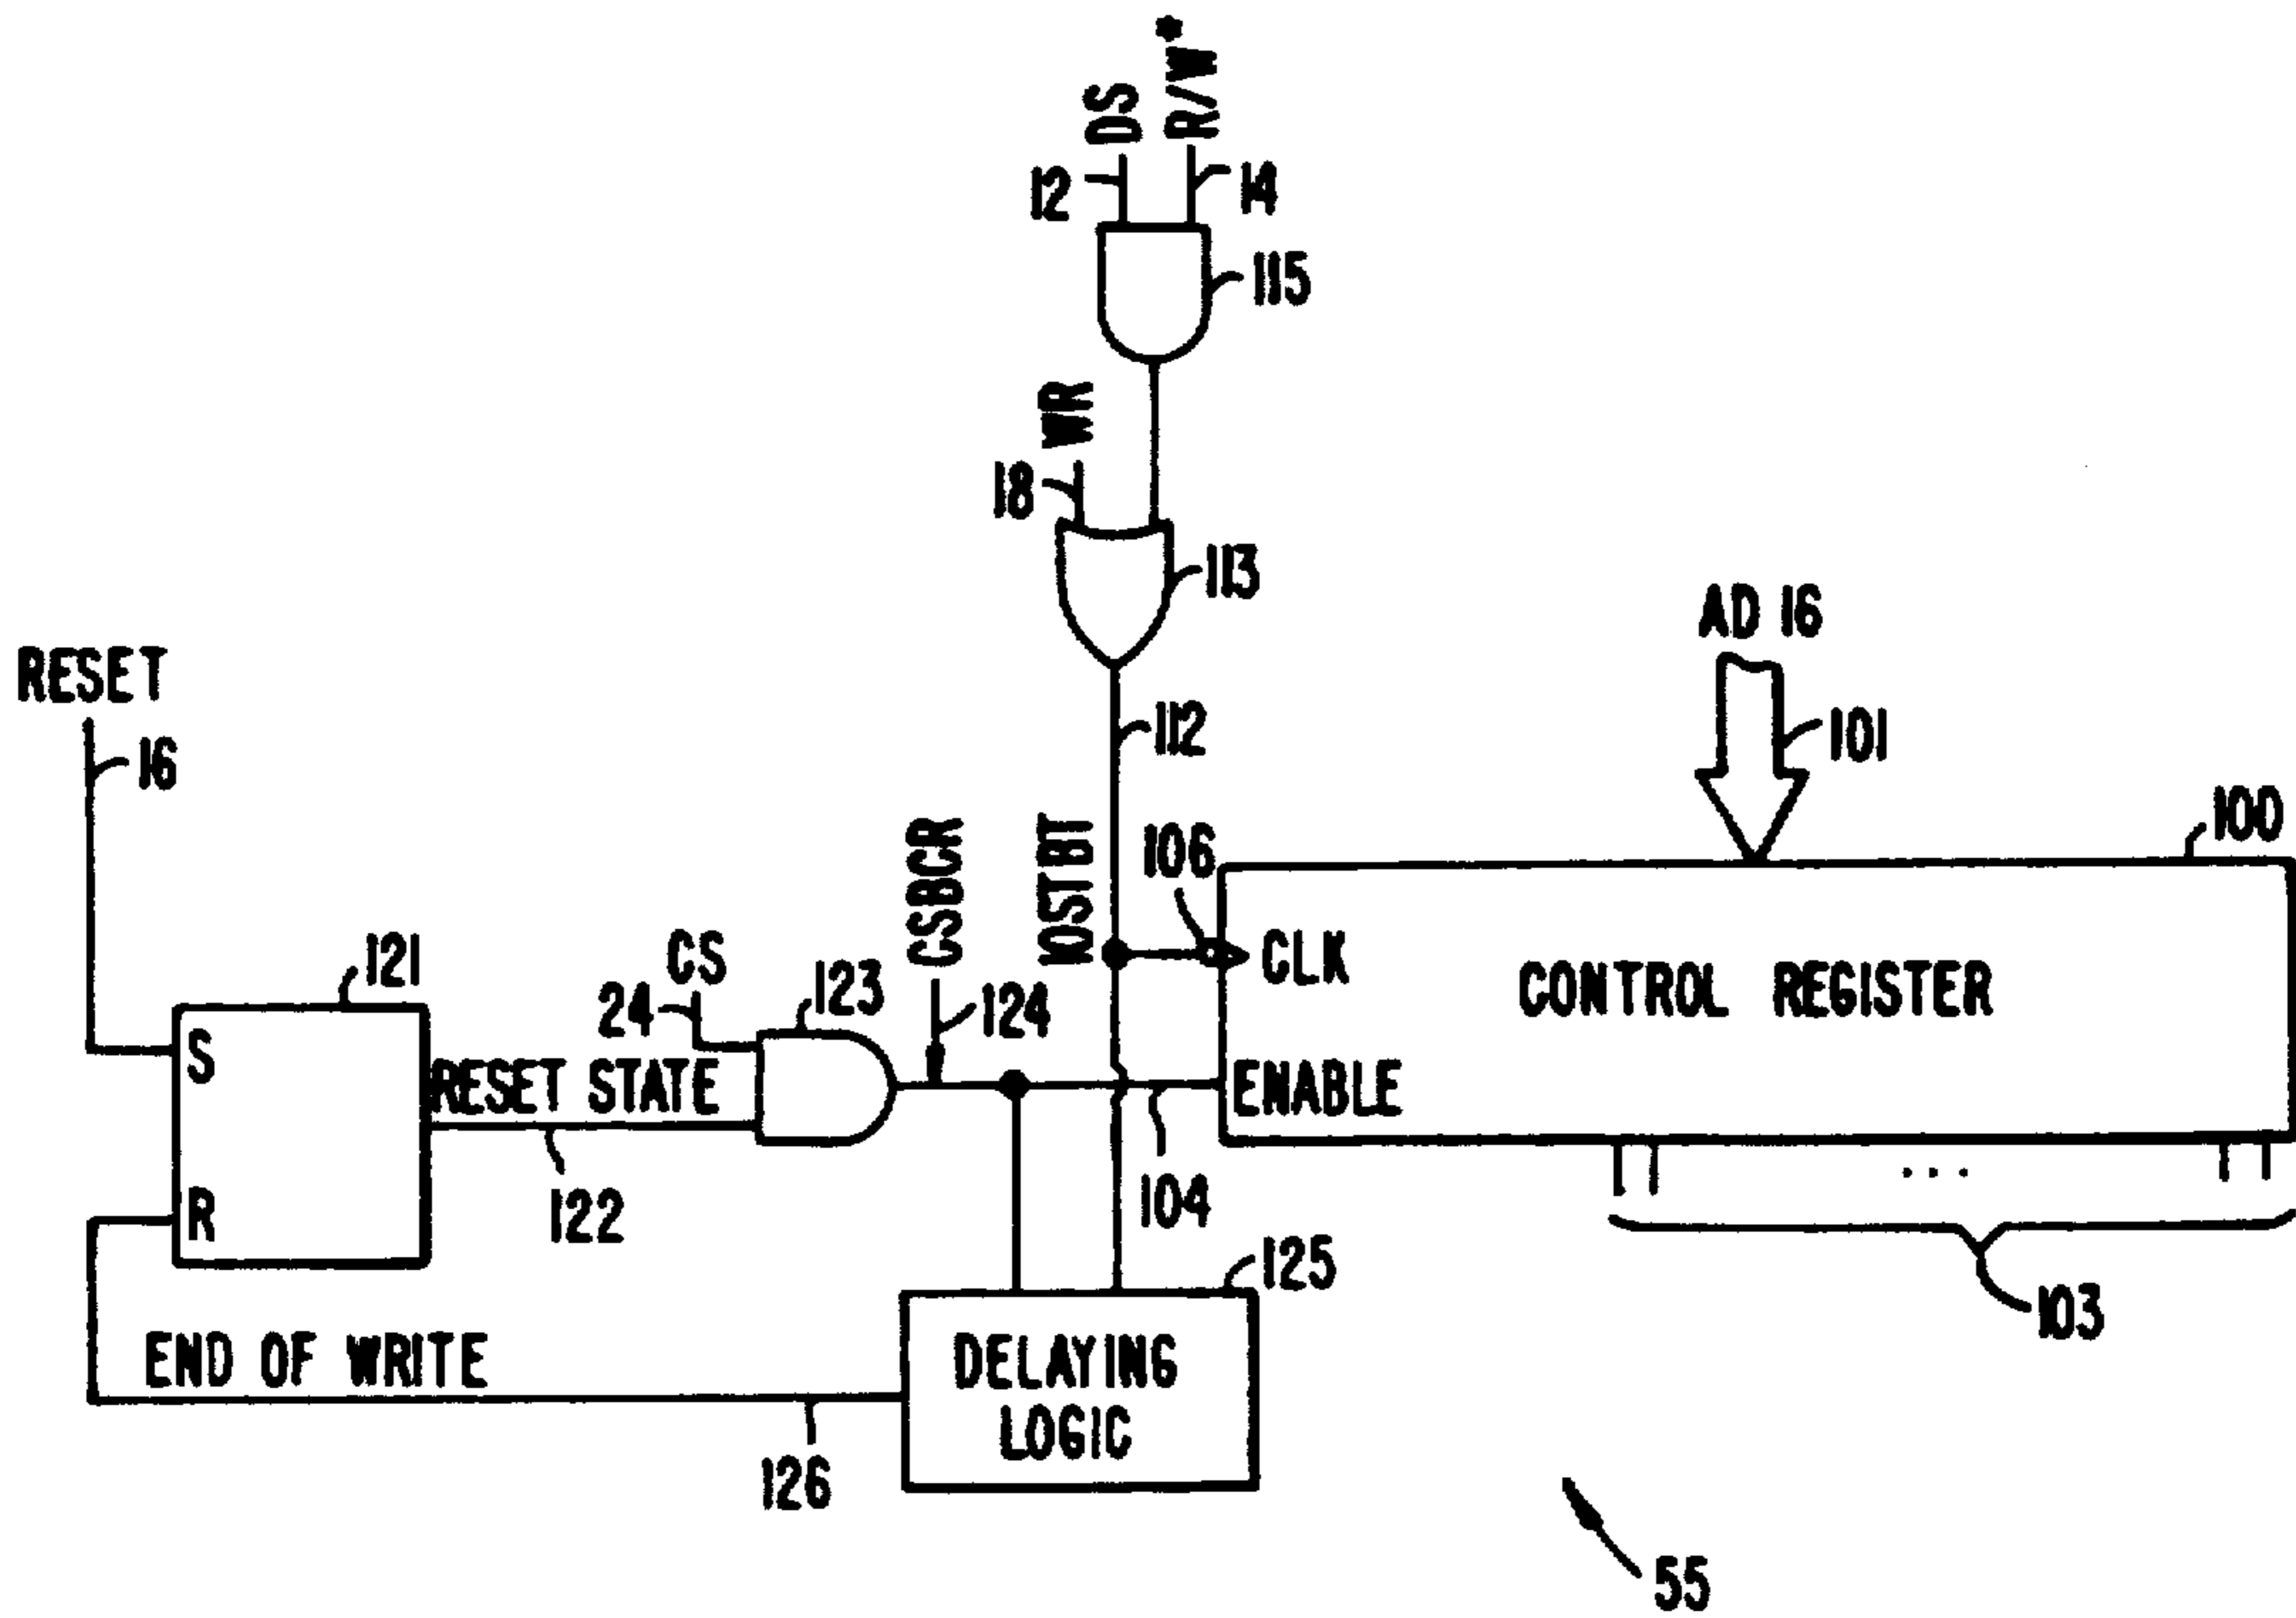 DS
R/W*
12
14
115
WR
18
113
RESET
16
112
AD 16
101
100
CSBCR
IOSTBT
106
CLK
CONTROL REGISTER
121
CS
24
123
124
S
RESET STATE
ENABLE
R
122
104
...
103
125
END OF WRITE
DELAYING
LOGIC
126
55